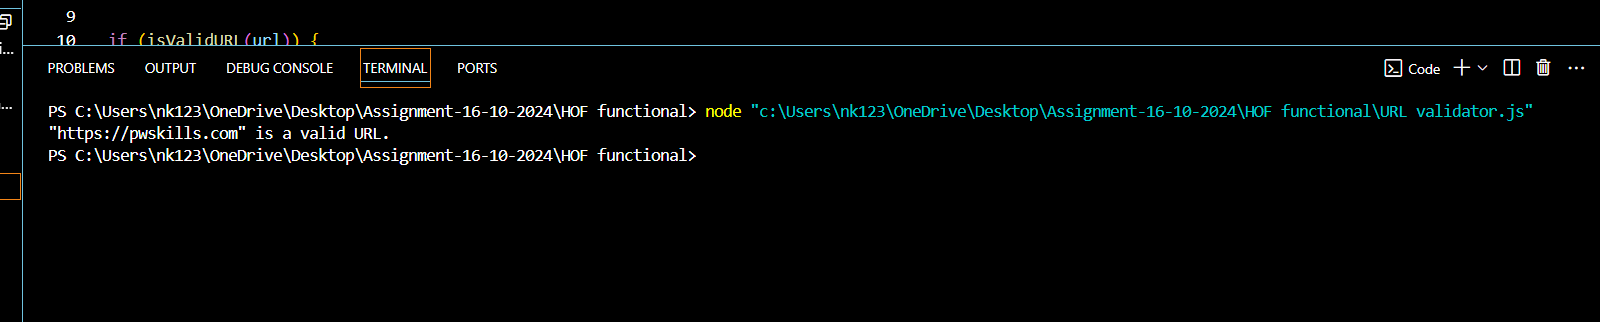 9
10 if (isValidURL(url)) {
i...
PROBLEMS OUTPUT DEBUG CONSOLE TERMINAL PORTS Code
...
PS C:\Users\nk123\OneDrive\Desktop\Assignment-16-10-2024\HOF functional> node "c:\Users\nk123\OneDrive\Desktop\Assignment-16-10-2024\HOF functional\URL validator.js"
"https://pwskills.com" is a valid URL.
PS C:\Users\nk123\OneDrive\Desktop\Assignment-16-10-2024\HOF functional>